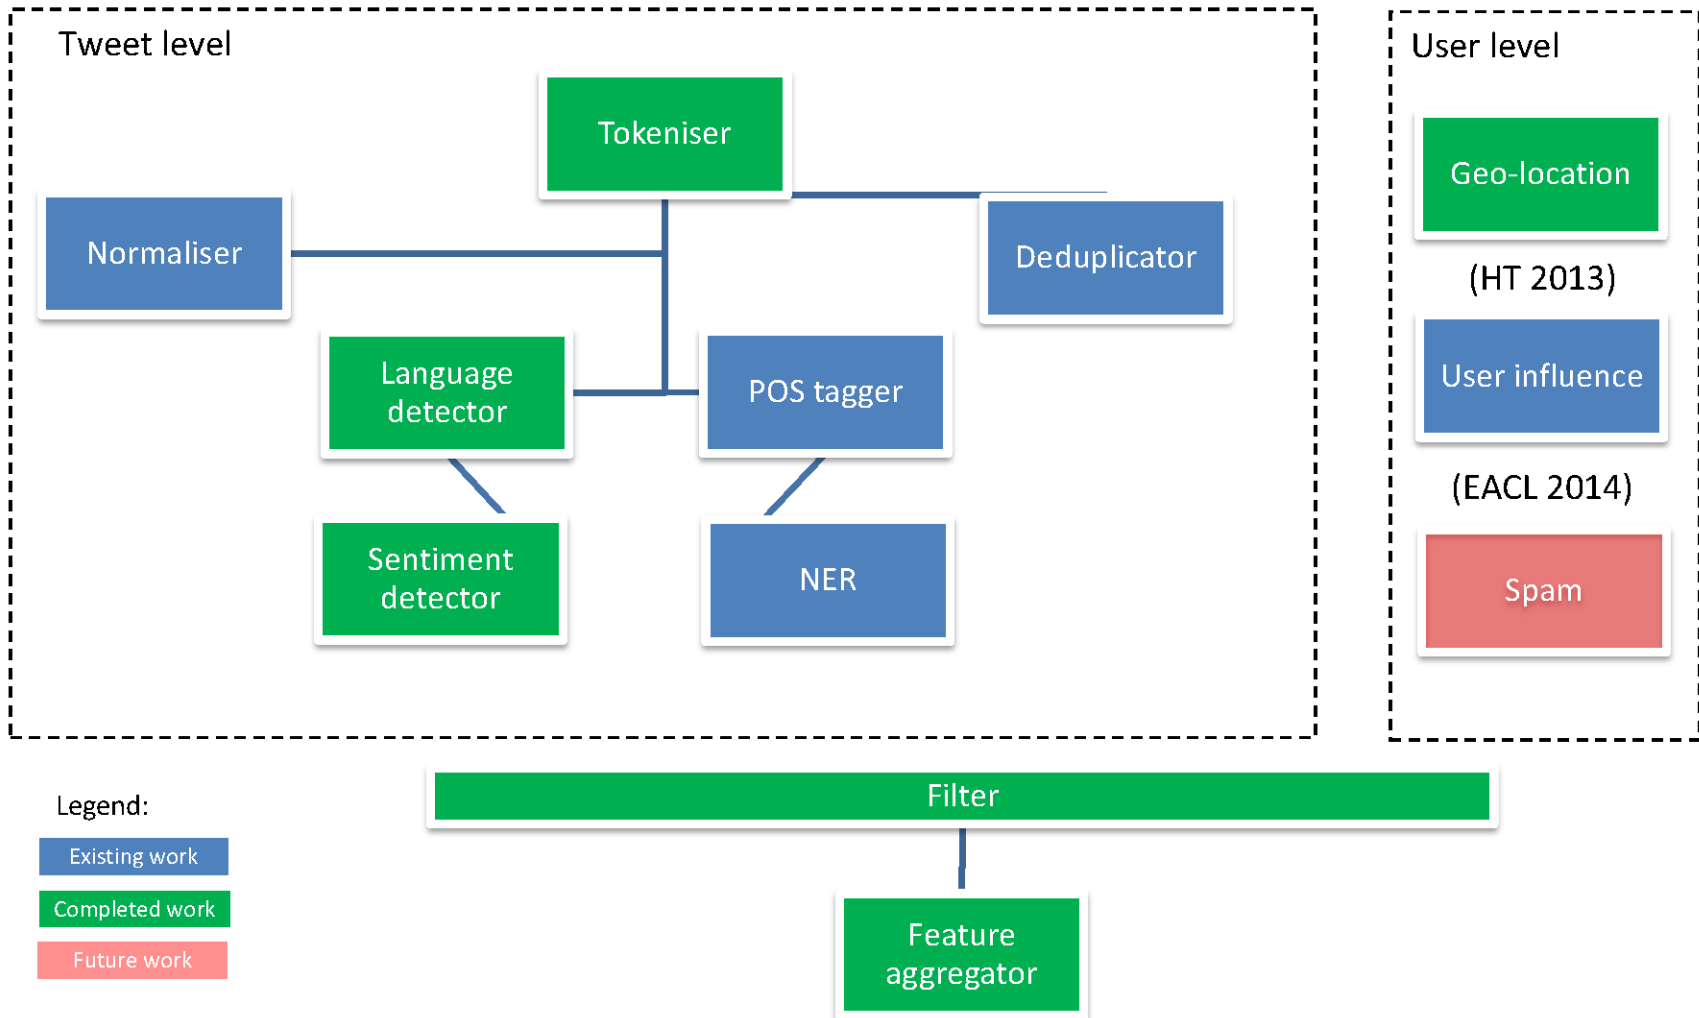 Tweet level
Tokeniser
Normaliser
Deduplicator
Language
detector
POS tagger
Sentiment
detector
NER
User level
Geo-location
(HT 2013)
User influence
(EACL 2014)
Spam
Filter
Feature
aggregator
Legend:
Existing work
Completed work
Future work